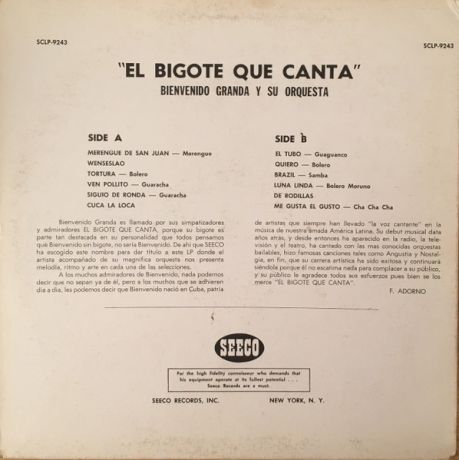 SCLP-9243
SCLP-9243
"EL BIGOTE QUE CANTA"
BIENVENIDO GRANDA Y SU ORQUESTA
SIDE A
MERENGUE DE SAN JUAN — Merengue
WENSESLAO
TORTURA — Bolero
VEN POLLITO — Guaracha
SIGUIO DE RONDA — Guaracha
CUCA LA LOCA
SIDE B
EL TUBO — Guaguanco
QUIERO — Bolero
BRAZIL — Samba
LUNA LINDA — Bolero Moruno
DE RODILLAS
ME GUSTA EL GUSTO — Cha Cha Cha
Bienvenido Granda es llamado por sus simpatizadores
y admiradores EL BIGOTE QUE CANTA, porque su bigote es
parte tan destacada en su personalidad que todos pensamos
que Bienvenido sin bigote, no sería Bienvenido. De ahi que SEECO
ha escogido este nombre para dar título a este LP donde el
artista acompañado de su magnífica orquesta nos presenta
melodía, ritmo y arte en cada una de las selecciones.
A los muchos admiradores de Bienvenido, nada podemos
decir que no sepan ya de él, pero a los muchos que se adhieren
día a día, les podemos decir que Bienvenido nació en Cuba, patria
de artistas que siempre han llevado "la voz cantante" en la
música de nuestra amada América Latina. Su debut musical data
años atrás, y desde entonces ha aparecido en la radio, la tele-
visión y el teatro, ha cantado con las mas conocidas orquestas
bailables, hizo famosas canciones tales como Angustia y Nostal-
gia, en fin, que su carrera artística ha sido exitosa y continuará
siéndola porque él no escatima nada para complacer a su público,
y su público le agradece todos sus esfuerzos pues bien se los
merece "EL BIGOTE QUE CANTA".
F. ADORNO
SEECO
For the high fidelity connoisseur who demands that
his equipment operate at its fullest potential . . .
Seeco Records are a must.
SEECO RECORDS, INC.
NEW YORK, N. Y.